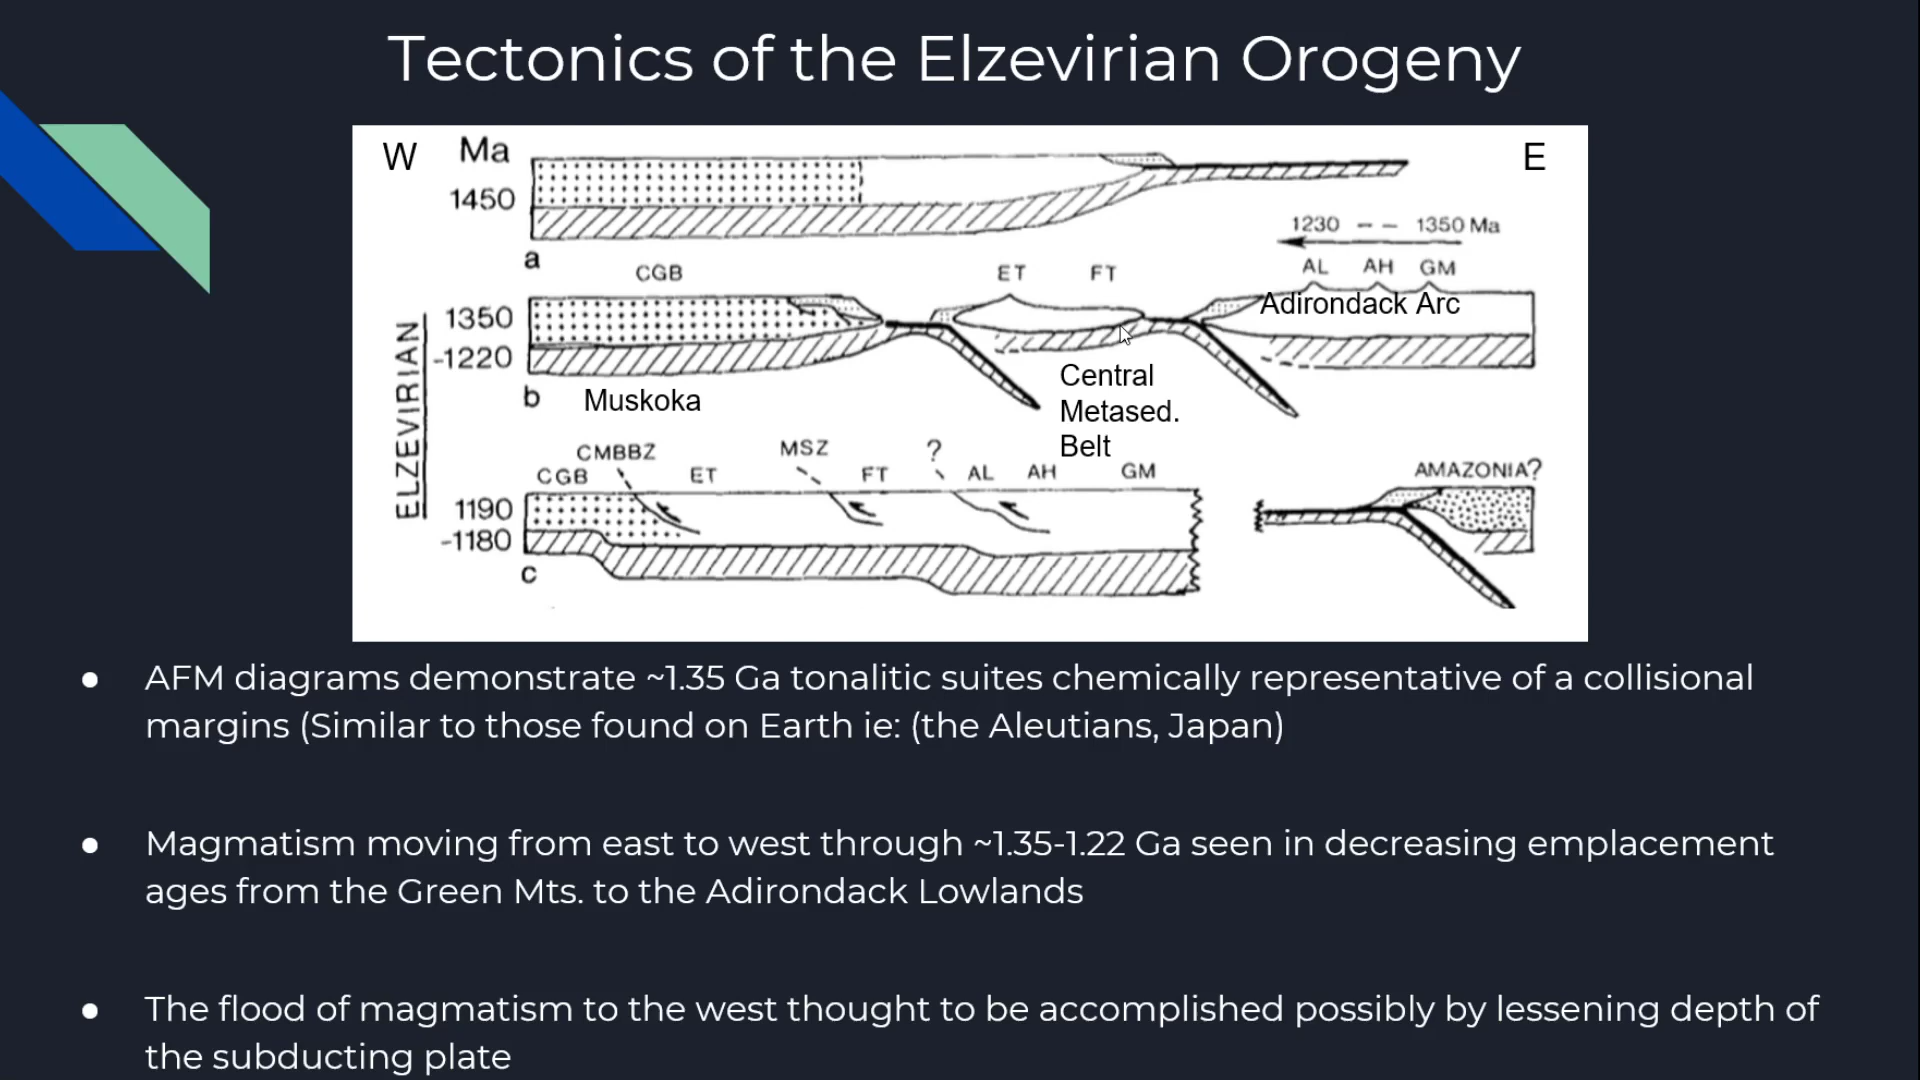 Tectonics of the Elzevirian Orogeny
W
Ma
E
1450
1230 – – 1350 Ma
a
CGB
ET
FT
AL
AH
GM
Adirondack Arc
1350
-1220
ELZEVIRIAN
b
Muskoka
Central
Metased.
Belt
CMBBZ
MSZ
?
CGB
ET
FT
AL
AH
GM
AMAZONIA?
1190
-1180
c
● AFM diagrams demonstrate ~1.35 Ga tonalitic suites chemically representative of a collisional
margins (Similar to those found on Earth ie: (the Aleutians, Japan)
● Magmatism moving from east to west through ~1.35-1.22 Ga seen in decreasing emplacement
ages from the Green Mts. to the Adirondack Lowlands
● The flood of magmatism to the west thought to be accomplished possibly by lessening depth of
the subducting plate